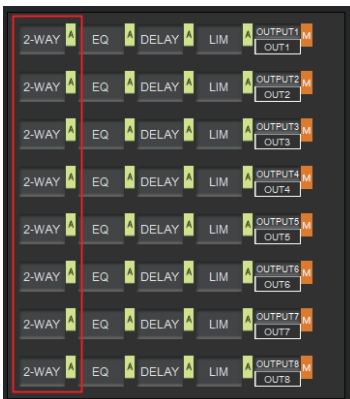 2-WAY A EQ A DELAY A LIM A OUTPUT1 M
OUT1
2-WAY A EQ A DELAY A LIM A OUTPUT2 M
OUT2
2-WAY A EQ A DELAY A LIM A OUTPUT3 M
OUT3
2-WAY A EQ A DELAY A LIM A OUTPUT4 M
OUT4
2-WAY A EQ A DELAY A LIM A OUTPUT5 M
OUT5
2-WAY A EQ A DELAY A LIM A OUTPUT6 M
OUT6
2-WAY A EQ A DELAY A LIM A OUTPUT7 M
OUT7
2-WAY A EQ A DELAY A LIM A OUTPUT8 M
OUT8